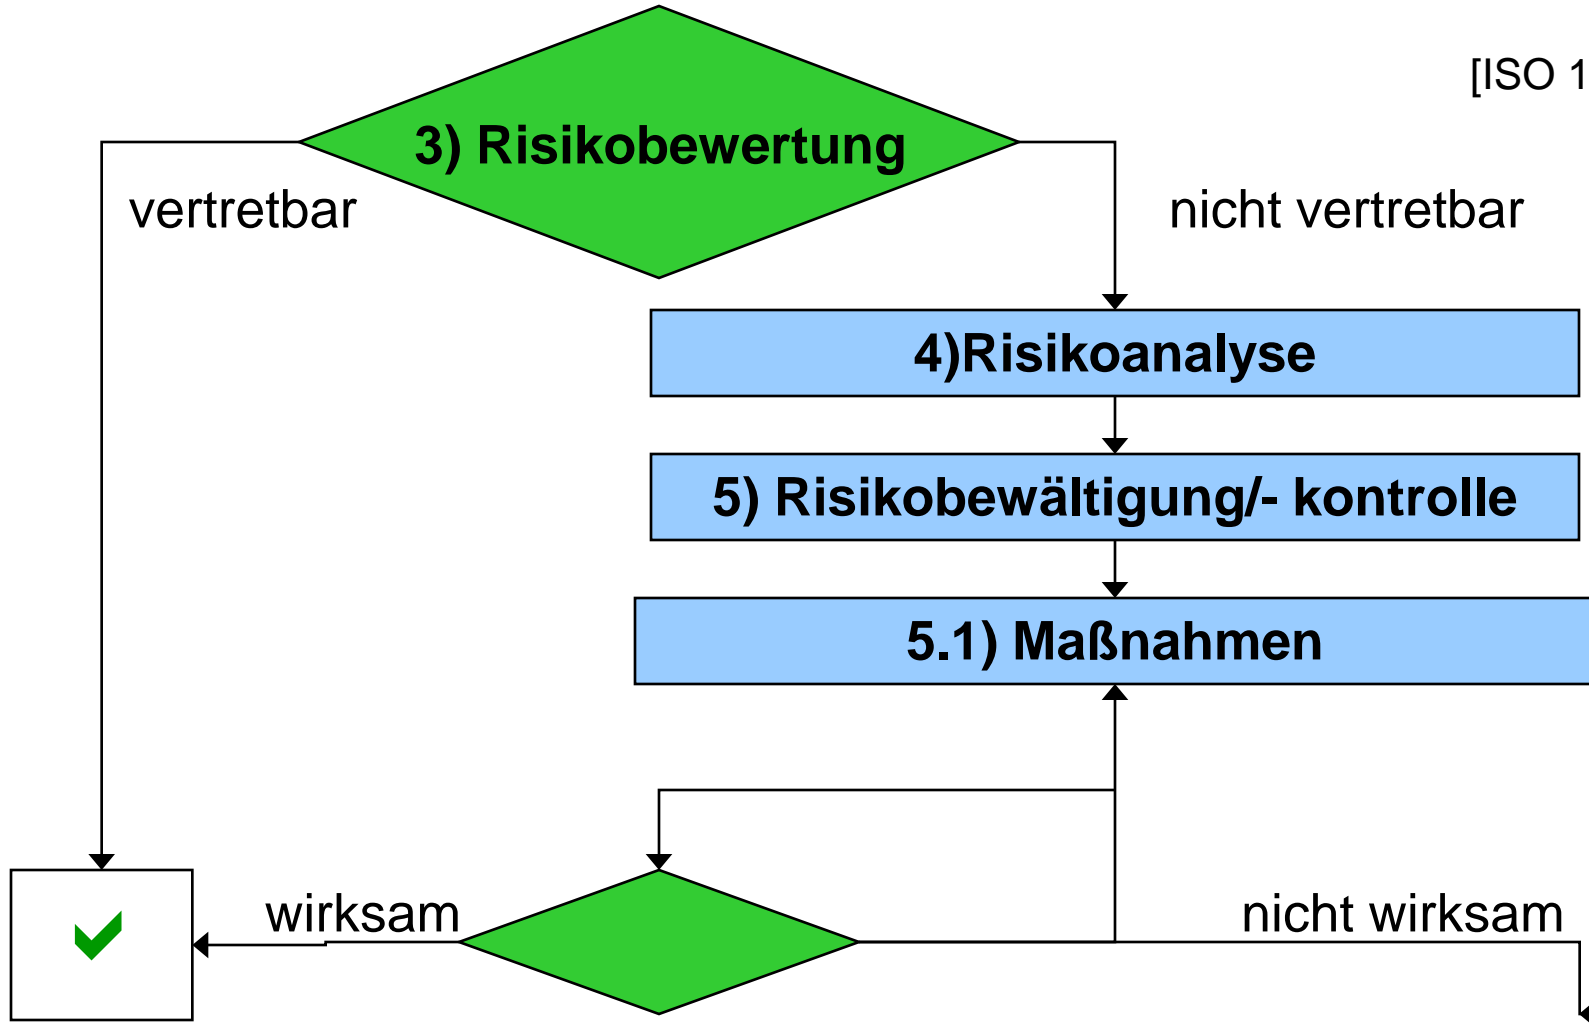 [ISO 1
3) Risikobewertung
vertretbar
nicht vertretbar
4)Risikoanalyse
5) Risikobewältigung/- kontrolle
5.1) Maßnahmen
wirksam
nicht wirksam